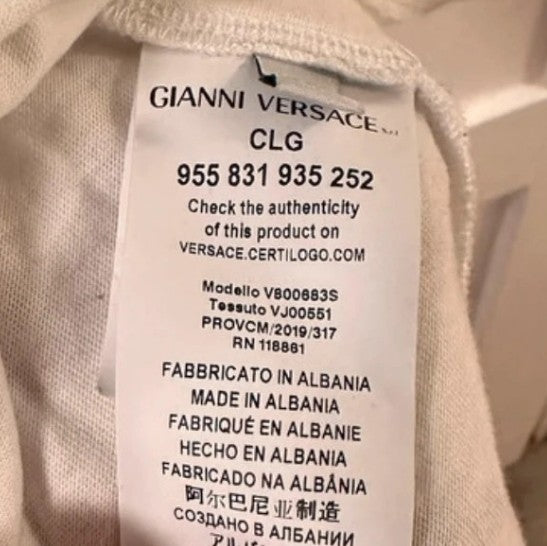 GIANNI VERSACE S.r.l
CLG
955 831 935 252
Check the authenticity
of this product on
VERSACE.CERTILOGO.COM
Modello V800683S
Tessuto VJ00551
PROVCM/2019/317
RN 118861
FABBRICATO IN ALBANIA
MADE IN ALBANIA
FABRIQUÉ EN ALBANIE
HECHO EN ALBANIA
FABRICADO NA ALBÂNIA
阿尔巴尼亚制造
СОЗДАНО В АЛБАНИИ